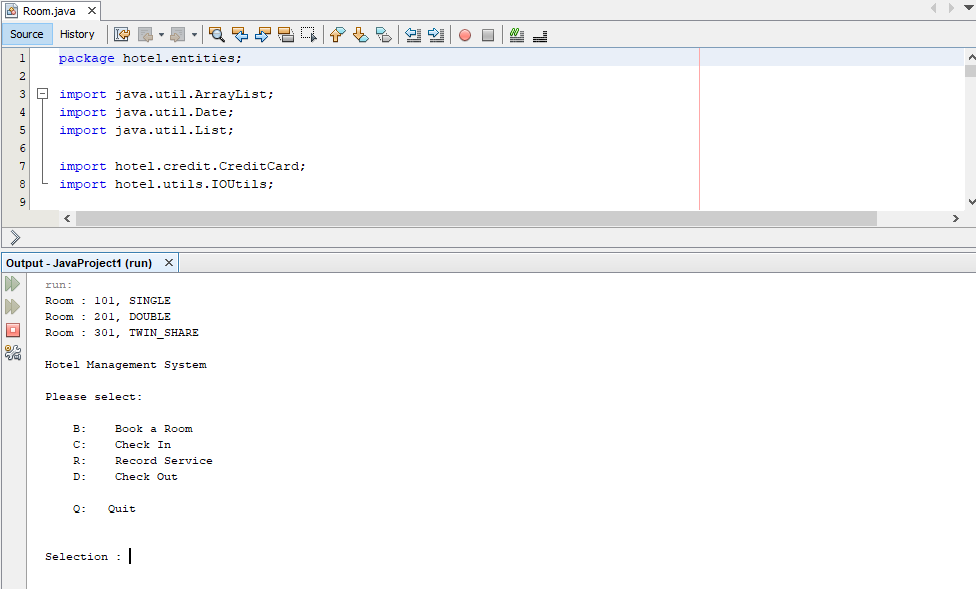 Room.java
Source History
1 package hotel.entities;
2
3 import java.util.ArrayList;
4 import java.util.Date;
5 import java.util.List;
6
7 import hotel.credit.CreditCard;
8 import hotel.utils.IOUtils;
9
Output - JavaProject1 (run)
run:
Room : 101, SINGLE
Room : 201, DOUBLE
Room : 301, TWIN_SHARE
Hotel Management System
Please select:
B: Book a Room
C: Check In
R: Record Service
D: Check Out
Q: Quit
Selection :